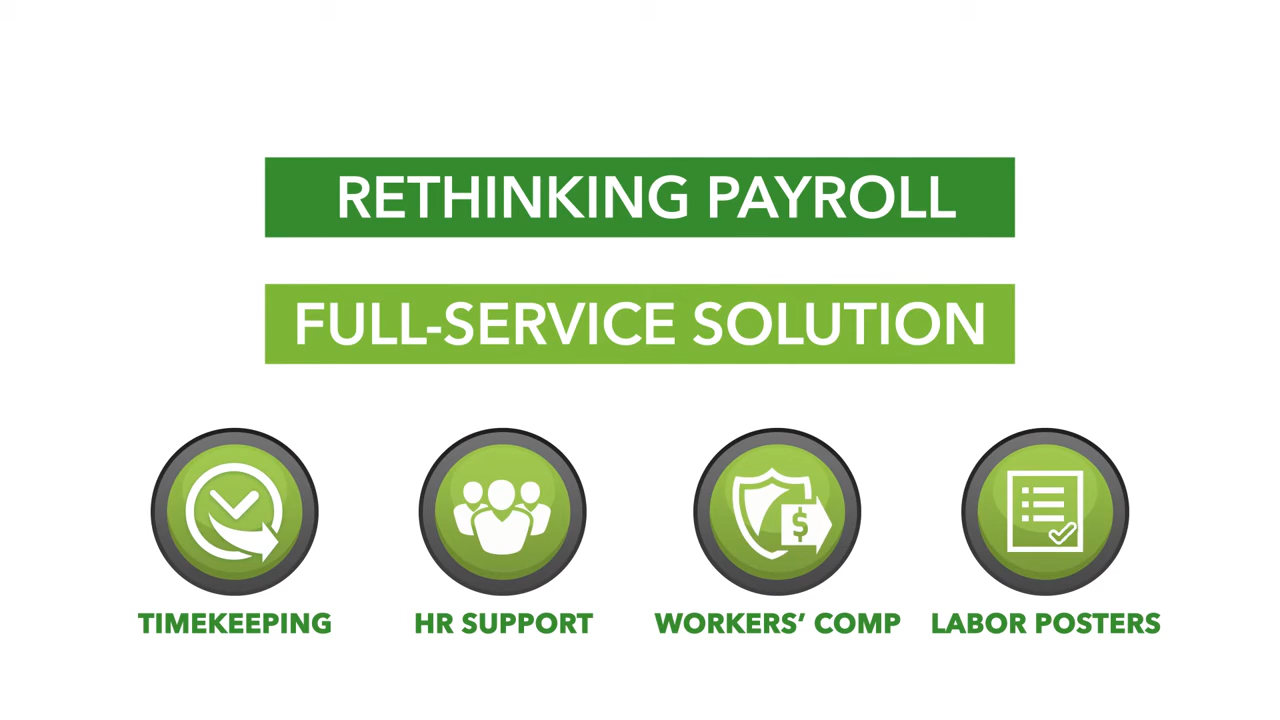 RETHINKING PAYROLL
FULL-SERVICE SOLUTION
$
TIMEKEEPING
HR SUPPORT
WORKERS’ COMP
LABOR POSTERS